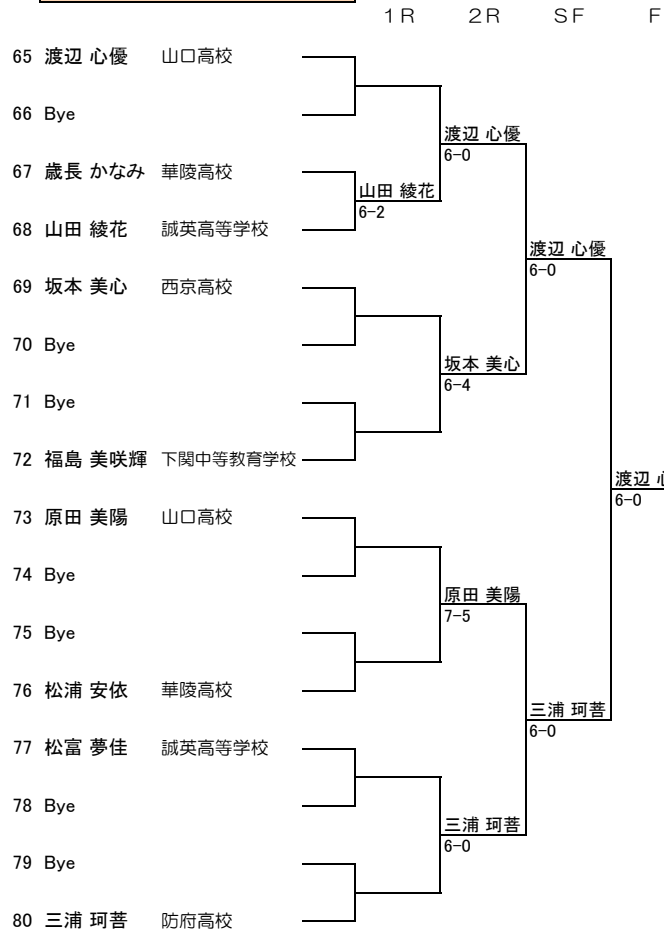 １Ｒ ２Ｒ ＳＦ Ｆ
65 渡辺 心優 山口高校
66 Bye
渡辺 心優
6-0
67 歳長 かなみ 華陵高校
山田 綾花
6-2
68 山田 綾花 誠英高等学校
渡辺 心優
6-0
69 坂本 美心 西京高校
70 Bye
坂本 美心
6-4
71 Bye
72 福島 美咲輝 下関中等教育学校
渡辺
6-0
73 原田 美陽 山口高校
74 Bye
原田 美陽
7-5
75 Bye
76 松浦 安依 華陵高校
三浦 珂菩
6-0
77 松富 夢佳 誠英高等学校
78 Bye
三浦 珂菩
6-0
79 Bye
80 三浦 珂菩 防府高校